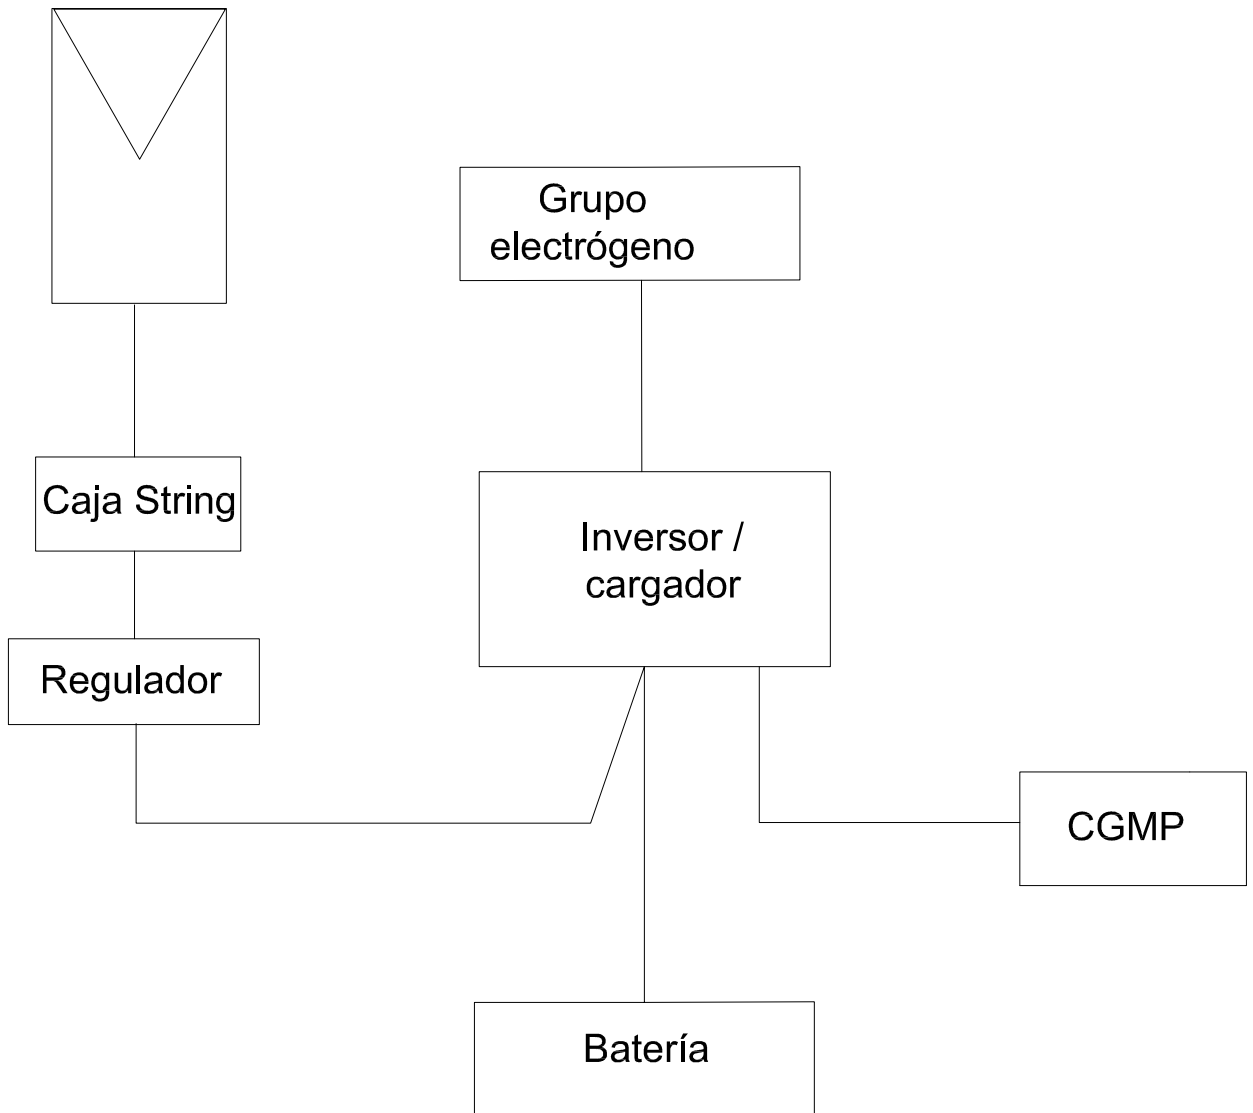 Grupo
electrógeno
Caja String
Inversor /
cargador
Regulador
CGMP
Batería